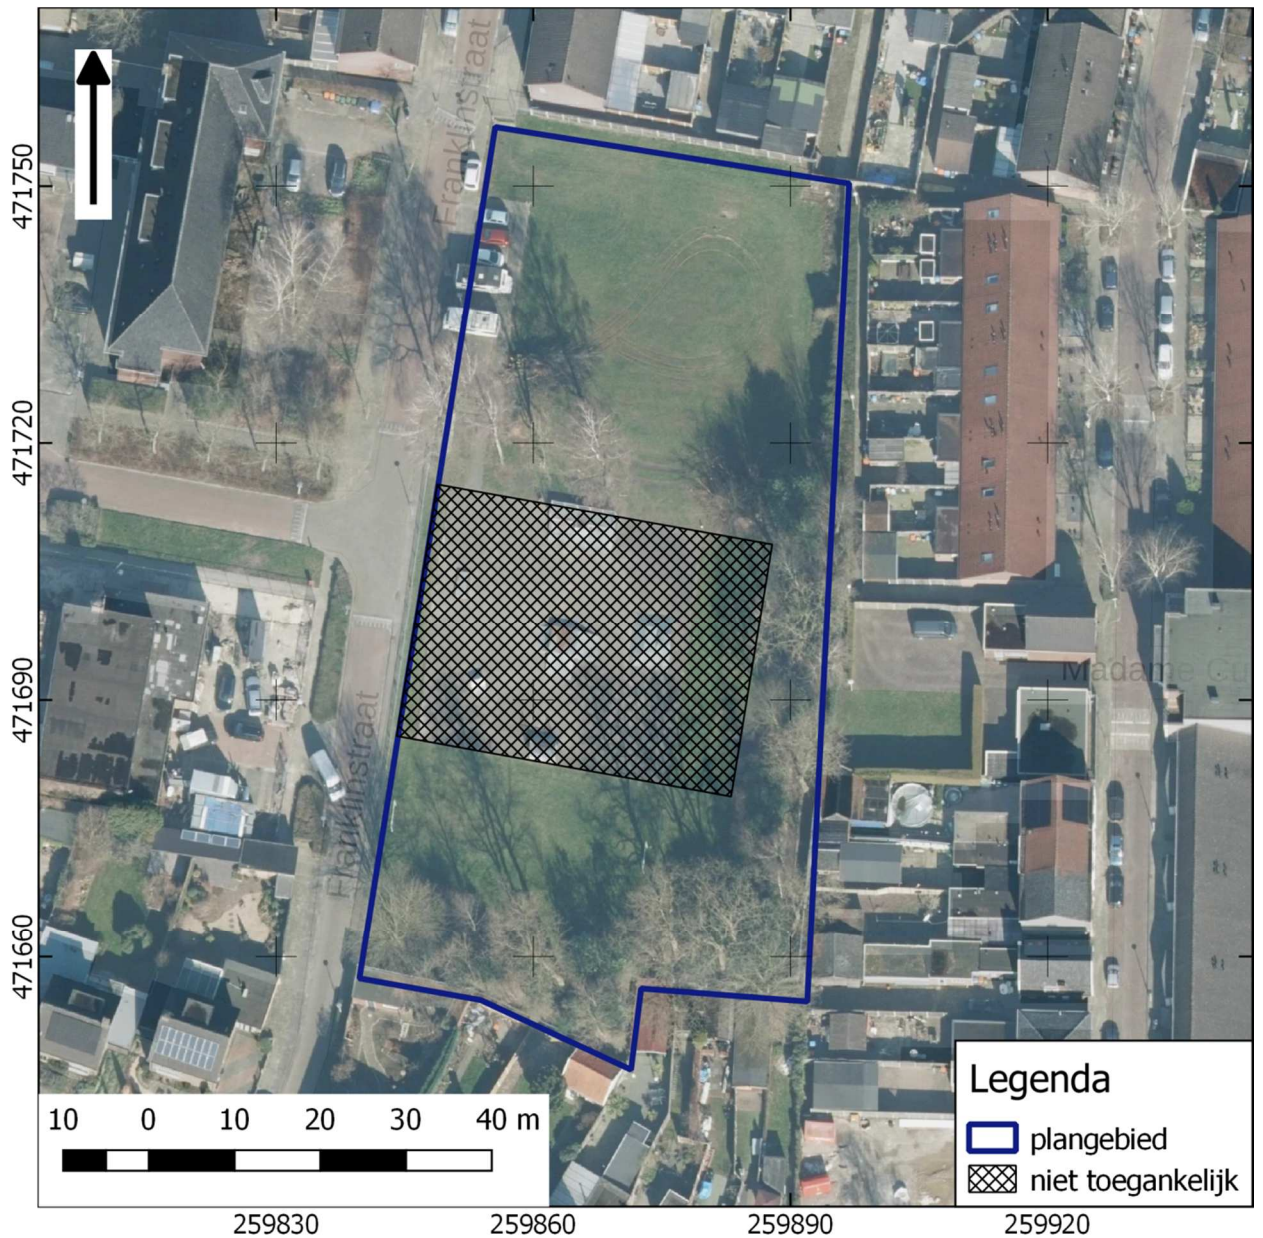 Franklinstraat
471750
471720
471690
471660
Franklinstraat
Madame Cu
10 0 10 20 30 40 m
Legenda
plangebied
niet toegankelijk
259830 259860 259890 259920